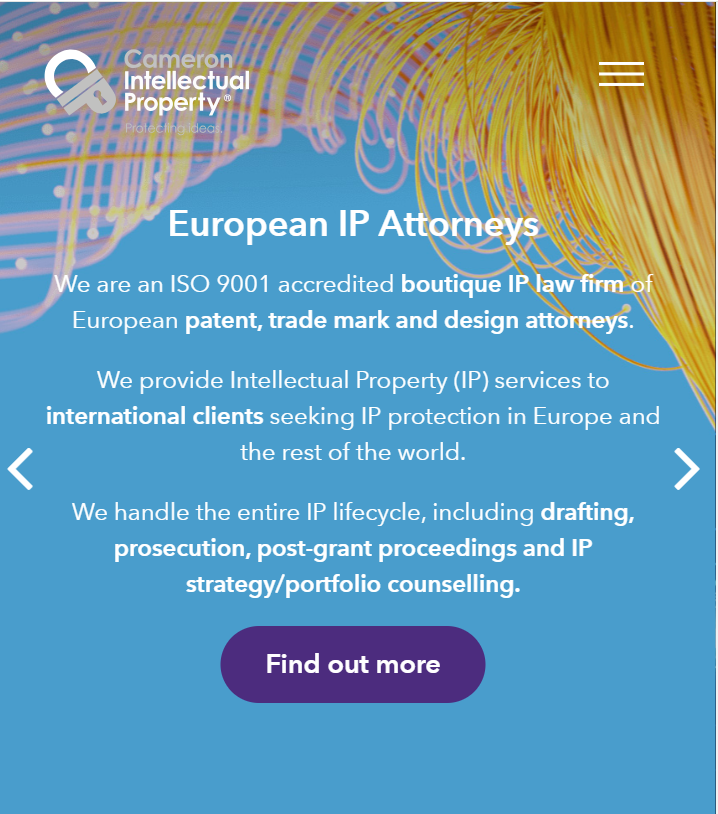 Cameron
Intellectual
Property®
Protecting ideas.
European IP Attorneys
We are an ISO 9001 accredited boutique IP law firm of
European patent, trade mark and design attorneys.
We provide Intellectual Property (IP) services to
international clients seeking IP protection in Europe and
the rest of the world.
We handle the entire IP lifecycle, including drafting,
prosecution, post-grant proceedings and IP
strategy/portfolio counselling.
Find out more